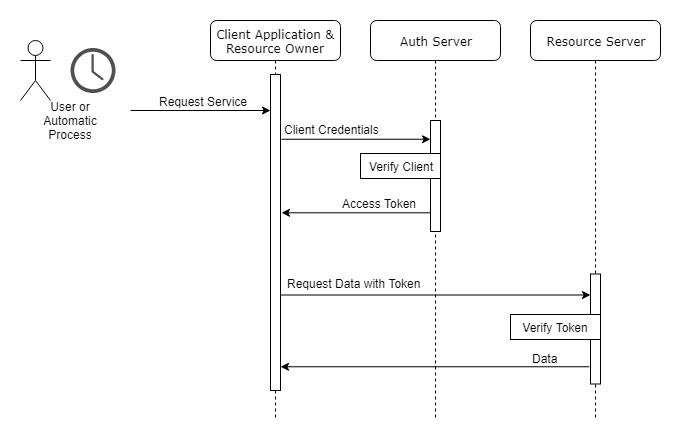 Client Application &
Resource Owner
Auth Server
Resource Server
User or
Automatic
Process
Request Service
Client Credentials
Verify Client
Access Token
Request Data with Token
Verify Token
Data